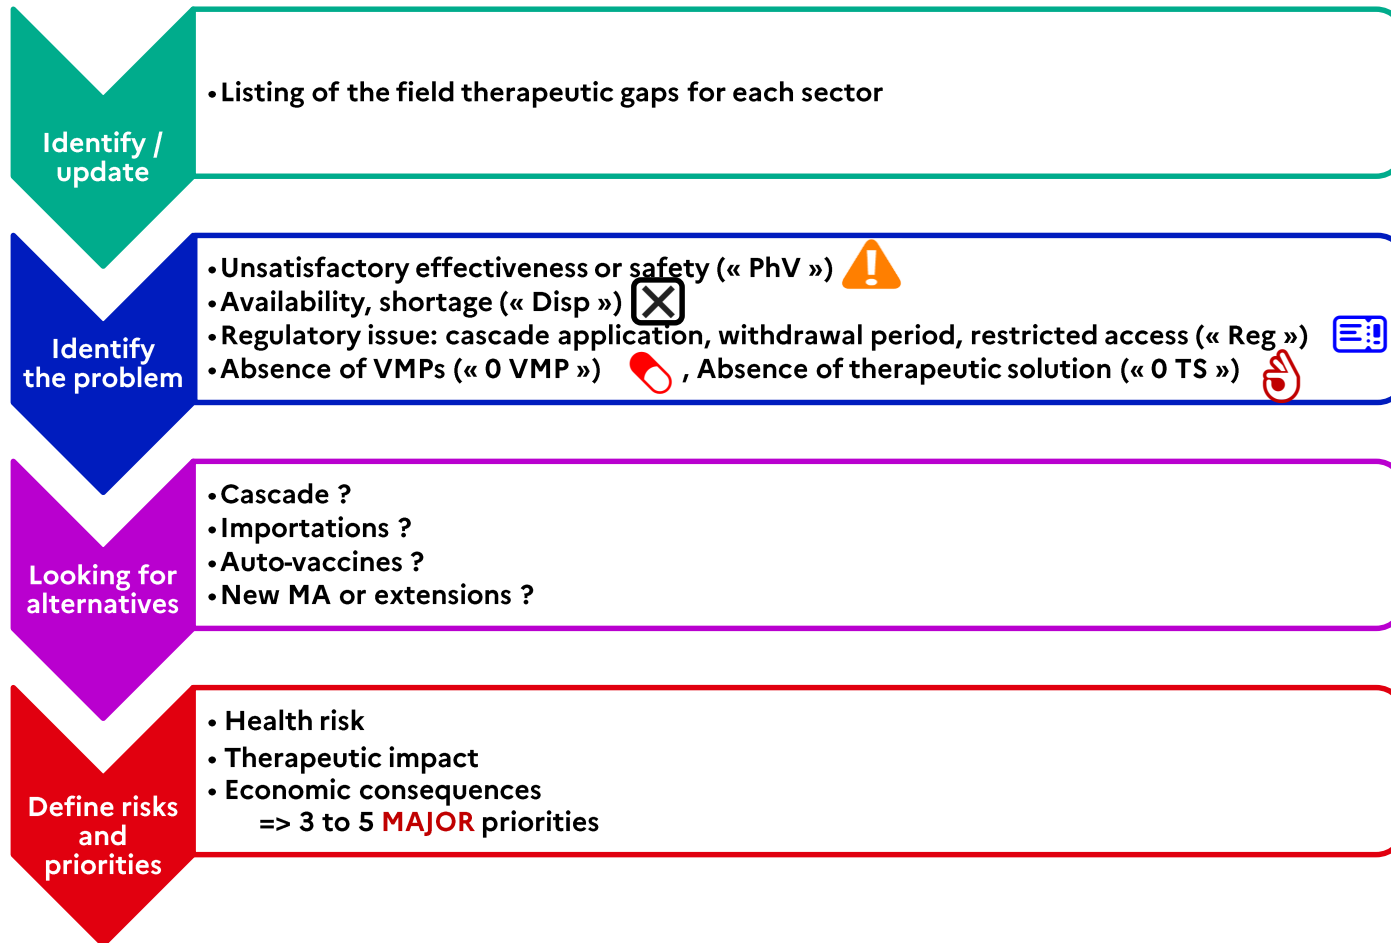 Identify /
update
•Listing of the field therapeutic gaps for each sector
Identify
the problem
•Unsatisfactory effectiveness or safety (« PhV »)
•Availability, shortage (« Disp »)
•Regulatory issue: cascade application, withdrawal period, restricted access (« Reg »)
•Absence of VMPs (« 0 VMP ») , Absence of therapeutic solution (« 0 TS »)
Looking for
alternatives
•Cascade ?
•Importations ?
•Auto-vaccines ?
•New MA or extensions ?
Define risks
and
priorities
• Health risk
• Therapeutic impact
• Economic consequences
=> 3 to 5 MAJOR priorities